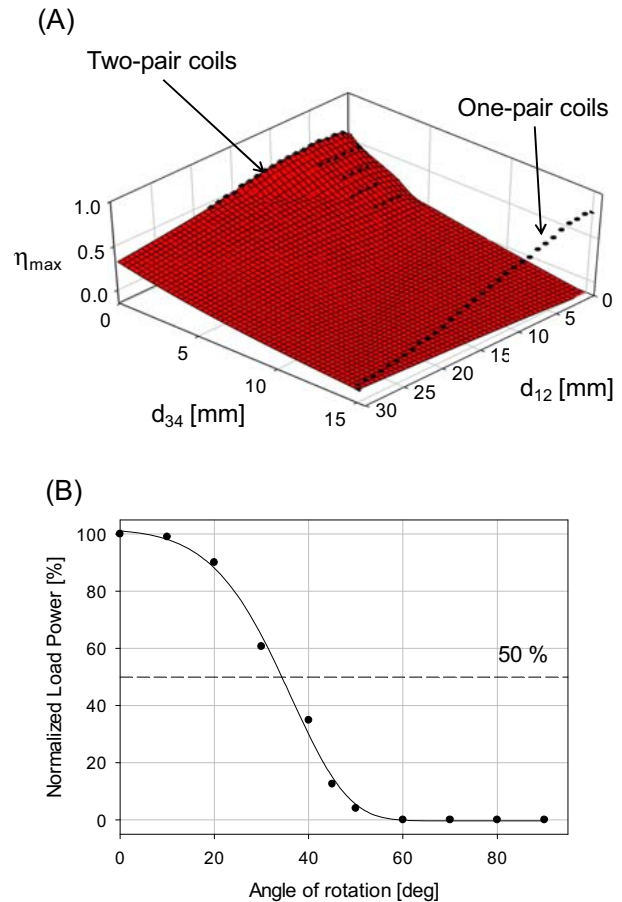 (A)
Two-pair coils
One-pair coils
1.0
0.5
0.0
ηmax
0
5
10
15
d34 [mm]
0
5
10
15
20
25
30
d12 [mm]
(B)
100
80
60
40
20
0
Normalized Load Power [%]
50 %
0 20 40 60 80
Angle of rotation [deg]